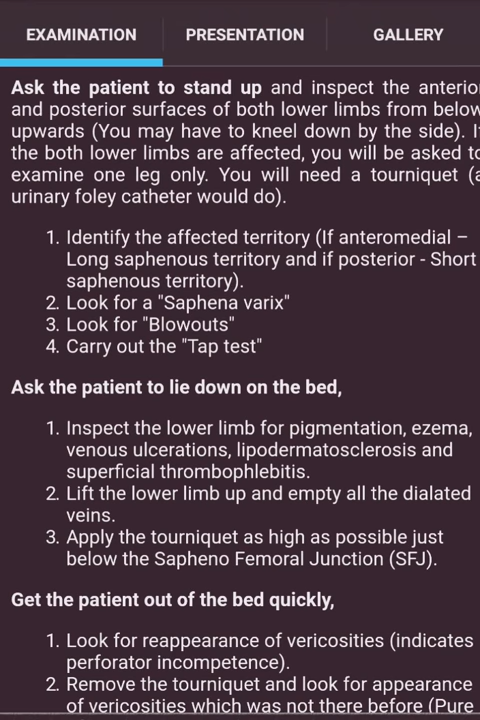 EXAMINATION PRESENTATION GALLERY
Ask the patient to stand up and inspect the anterior
and posterior surfaces of both lower limbs from below
upwards (You may have to kneel down by the side). If
the both lower limbs are affected, you will be asked to
examine one leg only. You will need a tourniquet (a
urinary foley catheter would do).
1. Identify the affected territory (If anteromedial –
Long saphenous territory and if posterior - Short
saphenous territory).
2. Look for a "Saphena varix"
3. Look for "Blowouts"
4. Carry out the "Tap test"
Ask the patient to lie down on the bed,
1. Inspect the lower limb for pigmentation, ezema,
venous ulcerations, lipodermatosclerosis and
superficial thrombophlebitis.
2. Lift the lower limb up and empty all the dialated
veins.
3. Apply the tourniquet as high as possible just
below the Sapheno Femoral Junction (SFJ).
Get the patient out of the bed quickly,
1. Look for reappearance of vericosities (indicates
perforator incompetence).
2. Remove the tourniquet and look for appearance
of vericosities which was not there before (Pure